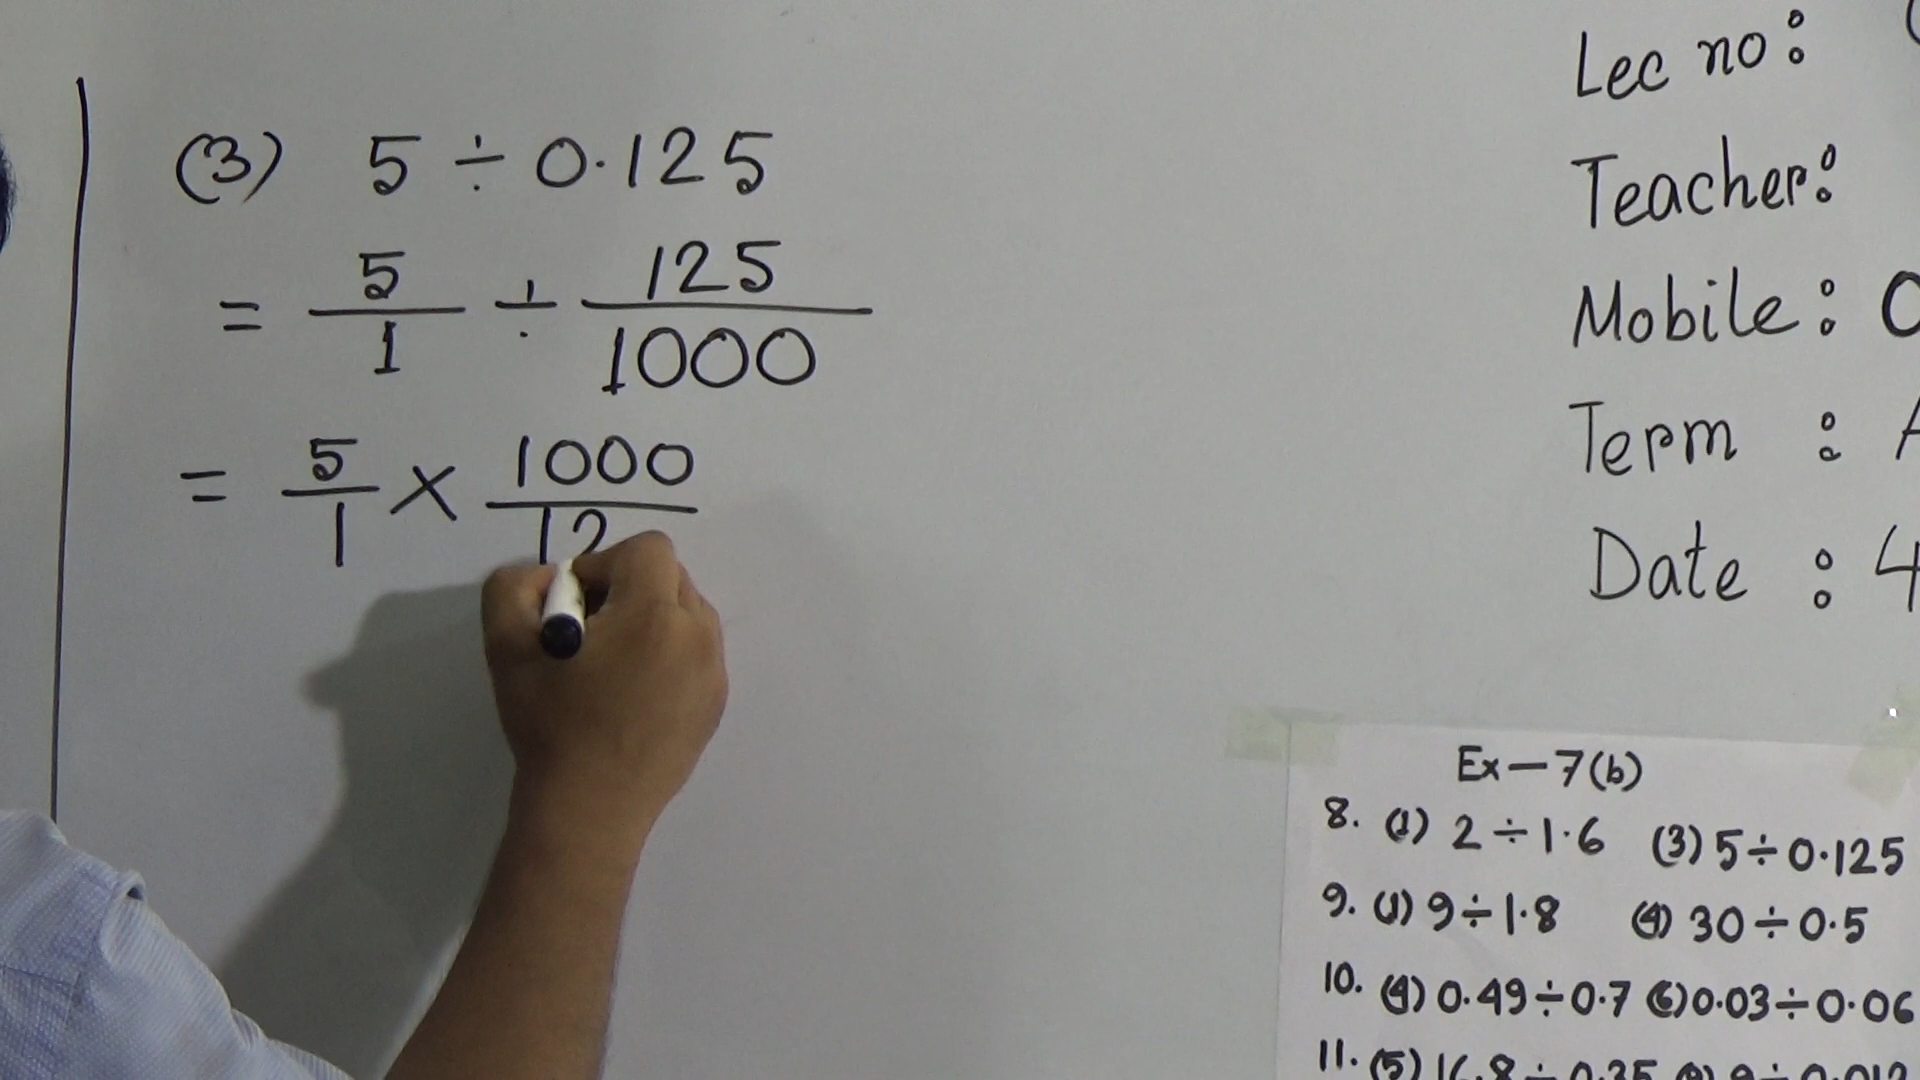 (3) 5 ÷ 0.125
= 5/1 ÷ 125/1000
= 5/1 × 1000/12
Lec no:
Teacher:
Mobile: 0
Term : A
Date : 4
Ex-7(b)
8. (1) 2÷1.6 (3) 5÷0.125
9. (1) 9÷1.8 (4) 30÷0.5
10. (4) 0.49÷0.7 (6) 0.03÷0.06
11. (5) 16.8÷0.35 9÷0.012